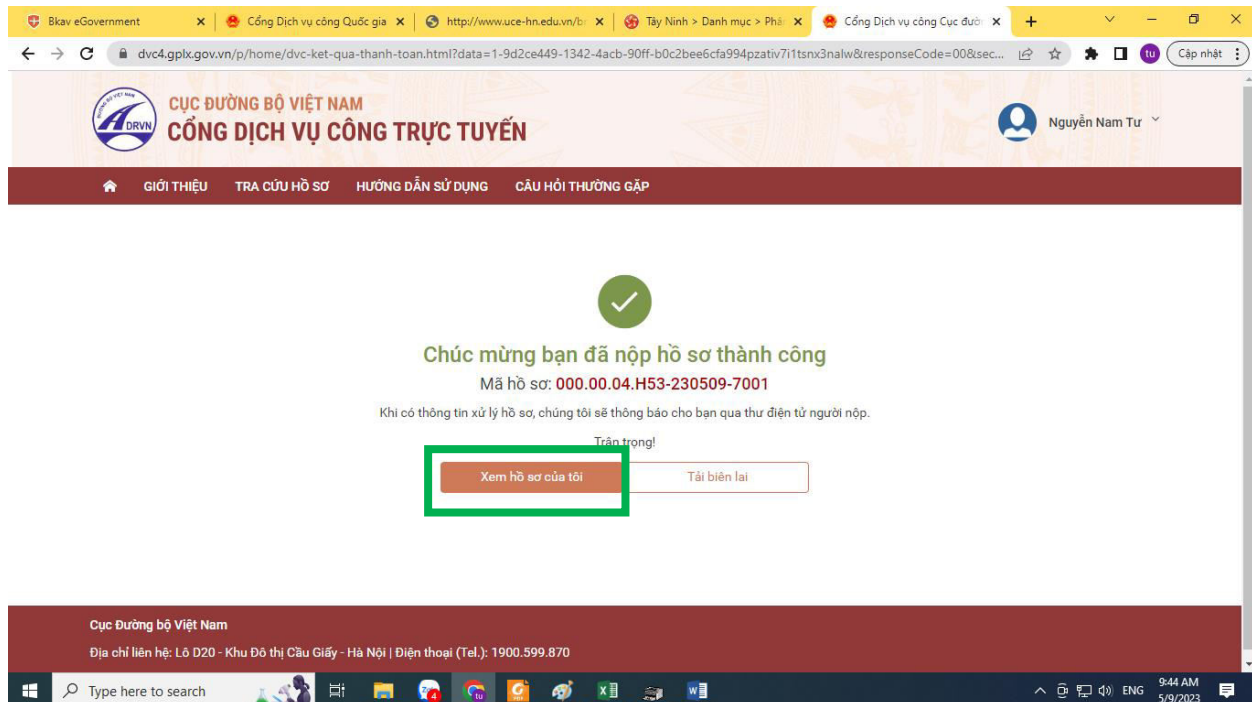 Bkav eGovernment
Cổng Dịch vụ công Quốc gia
http://www.uce-hn.edu.vn/b
Tây Ninh > Danh mục > Phâ
Cổng Dịch vụ công Cục đườ
dvc4.gplx.gov.vn/p/home/dvc-ket-qua-thanh-toan.html?data=1-9d2ce449-1342-4acb-90ff-b0c2bee6cfa994pzativ7i1tsnx3nalw&responseCode=00&sec...
tu
Cập nhật
DRVN
CỤC ĐƯỜNG BỘ VIỆT NAM
CỔNG DỊCH VỤ CÔNG TRỰC TUYẾN
Nguyễn Nam Tư
GIỚI THIỆU TRA CỨU HỒ SƠ HƯỚNG DẪN SỬ DỤNG CÂU HỎI THƯỜNG GẶP
Chúc mừng bạn đã nộp hồ sơ thành công
Mã hồ sơ: 000.00.04.H53-230509-7001
Khi có thông tin xử lý hồ sơ, chúng tôi sẽ thông báo cho bạn qua thư điện tử người nộp.
Trân trọng!
Xem hồ sơ của tôi
Tải biên lai
Cục Đường bộ Việt Nam
Địa chỉ liên hệ: Lô D20 - Khu Đô thị Cầu Giấy - Hà Nội | Điện thoại (Tel.): 1900.599.870
Type here to search
ENG
9:44 AM
5/9/2023